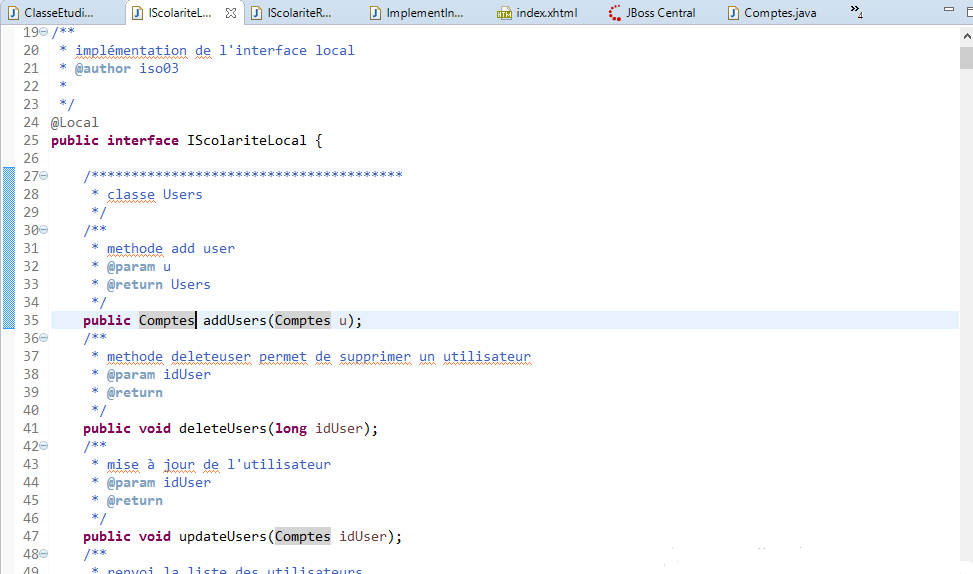 ClasseEtudi... IScolariteL... IScolariteR... ImplementIn... index.xhtml JBoss Central Comptes.java »4
19 /**
20 * implémentation de l'interface local
21 * @author iso03
22 *
23 */
24 @Local
25 public interface IScolariteLocal {
26
27 /***************************************
28 * classe Users
29 */
30 /**
31 * methode add user
32 * @param u
33 * @return Users
34 */
35 public Comptes addUsers(Comptes u);
36 /**
37 * methode deleteuser permet de supprimer un utilisateur
38 * @param idUser
39 * @return
40 */
41 public void deleteUsers(long idUser);
42 /**
43 * mise à jour de l'utilisateur
44 * @param idUser
45 * @return
46 */
47 public void updateUsers(Comptes idUser);
48 /**
49 * renvoi la liste des utilisateurs